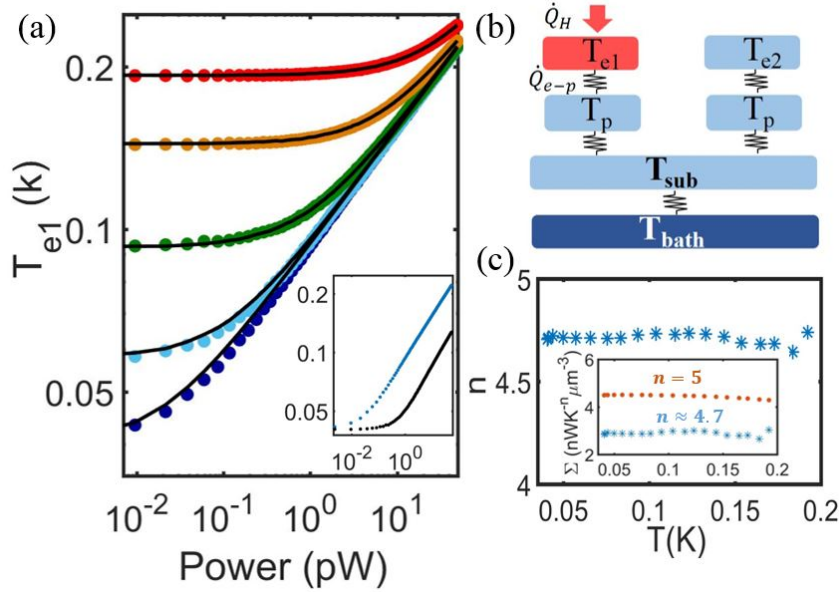 (a)
T_e1 (k)
0.2
0.1
0.05
10^-2 10^-1 10^0 10^1
Power (pW)
0.2
0.1
0.05
10^-2 10^0
(b)
Q̇_H
T_e1 T_e2
Q̇_e-p
T_p T_p
T_sub
T_bath
(c)
n
5
4.5
4
0.05 0.1 0.15 0.2
T(K)
Σ (nWK^-nμm^-3)
6
4
2
n = 5
n ≈ 4.7
0.05 0.1 0.15 0.2